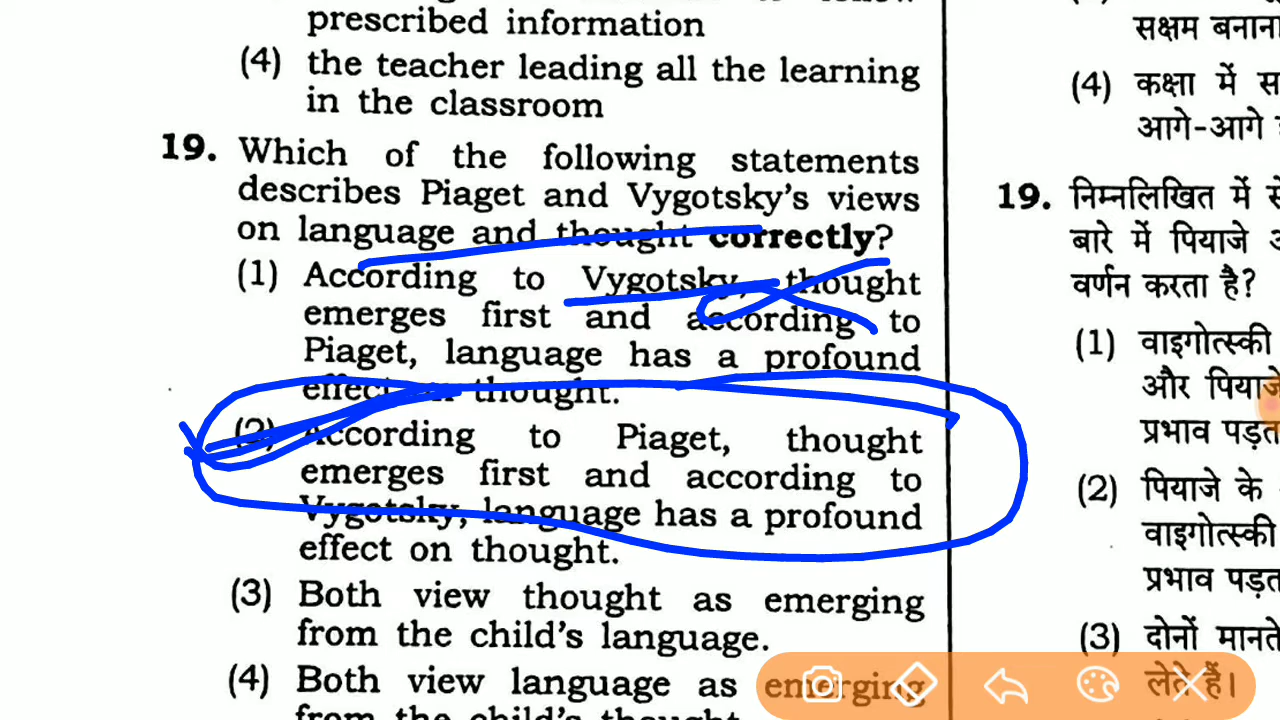 prescribed information
(4) the teacher leading all the learning
in the classroom
19. Which of the following statements
describes Piaget and Vygotsky's views
on language and thought correctly?
(1) According to Vygotsky, thought
emerges first and according to
Piaget, language has a profound
effect on thought.
(2) According to Piaget, thought
emerges first and according to
Vygotsky, language has a profound
effect on thought.
(3) Both view thought as emerging
from the child's language.
(4) Both view language as emerging
from the child's thought.
सक्षम बनाना
(4) कक्षा में
आगे-आगे
19. निम्नलिखित में से
बारे में पियाजे
वर्णन करता है?
(1) वाइगोत्स्की
और पियाजे
प्रभाव पड़त
(2) पियाजे के
वाइगोत्स्की
प्रभाव पड़त
(3) दोनों मानते
लेते हैं।